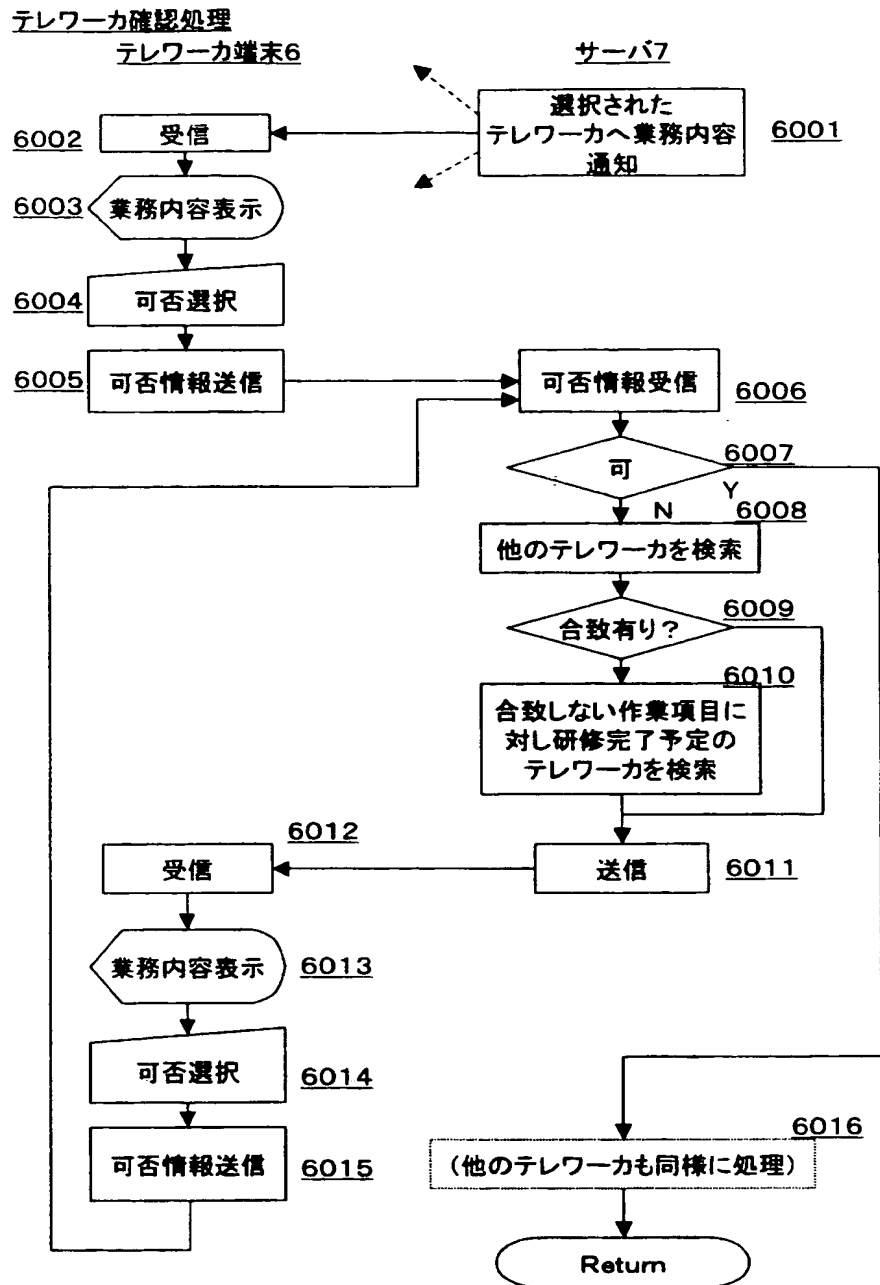 テレワーカ確認処理
テレワーカ端末6
サーバ7
選択された
テレワーカへ業務内容
通知
6001
6002
受信
6003
業務内容表示
6004
可否選択
6005
可否情報送信
可否情報受信
6006
可
6007
Y
N
6008
他のテレワーカを検索
合致有り?
6009
6010
合致しない作業項目に
対し研修完了予定の
テレワーカを検索
6012
受信
送信
6011
業務内容表示
6013
可否選択
6014
可否情報送信
6015
6016
(他のテレワーカも同様に処理)
Return